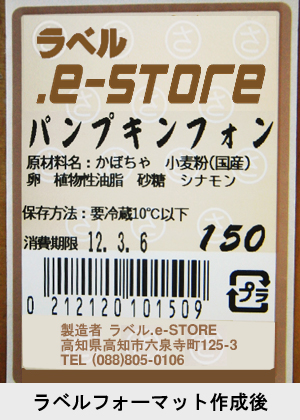 ラベル
.e-STORE
パンプキンフォン
原材料名：かぼちゃ 小麦粉(国産)
卵 植物性油脂 砂糖 シナモン
保存方法：要冷蔵10℃以下
消費期限 12.3.6 150
0 212120 101509
プラ
製造者 ラベル.e-STORE
高知県高知市六泉寺町125-3
TEL (088)805-0106
ラベルフォーマット作成後